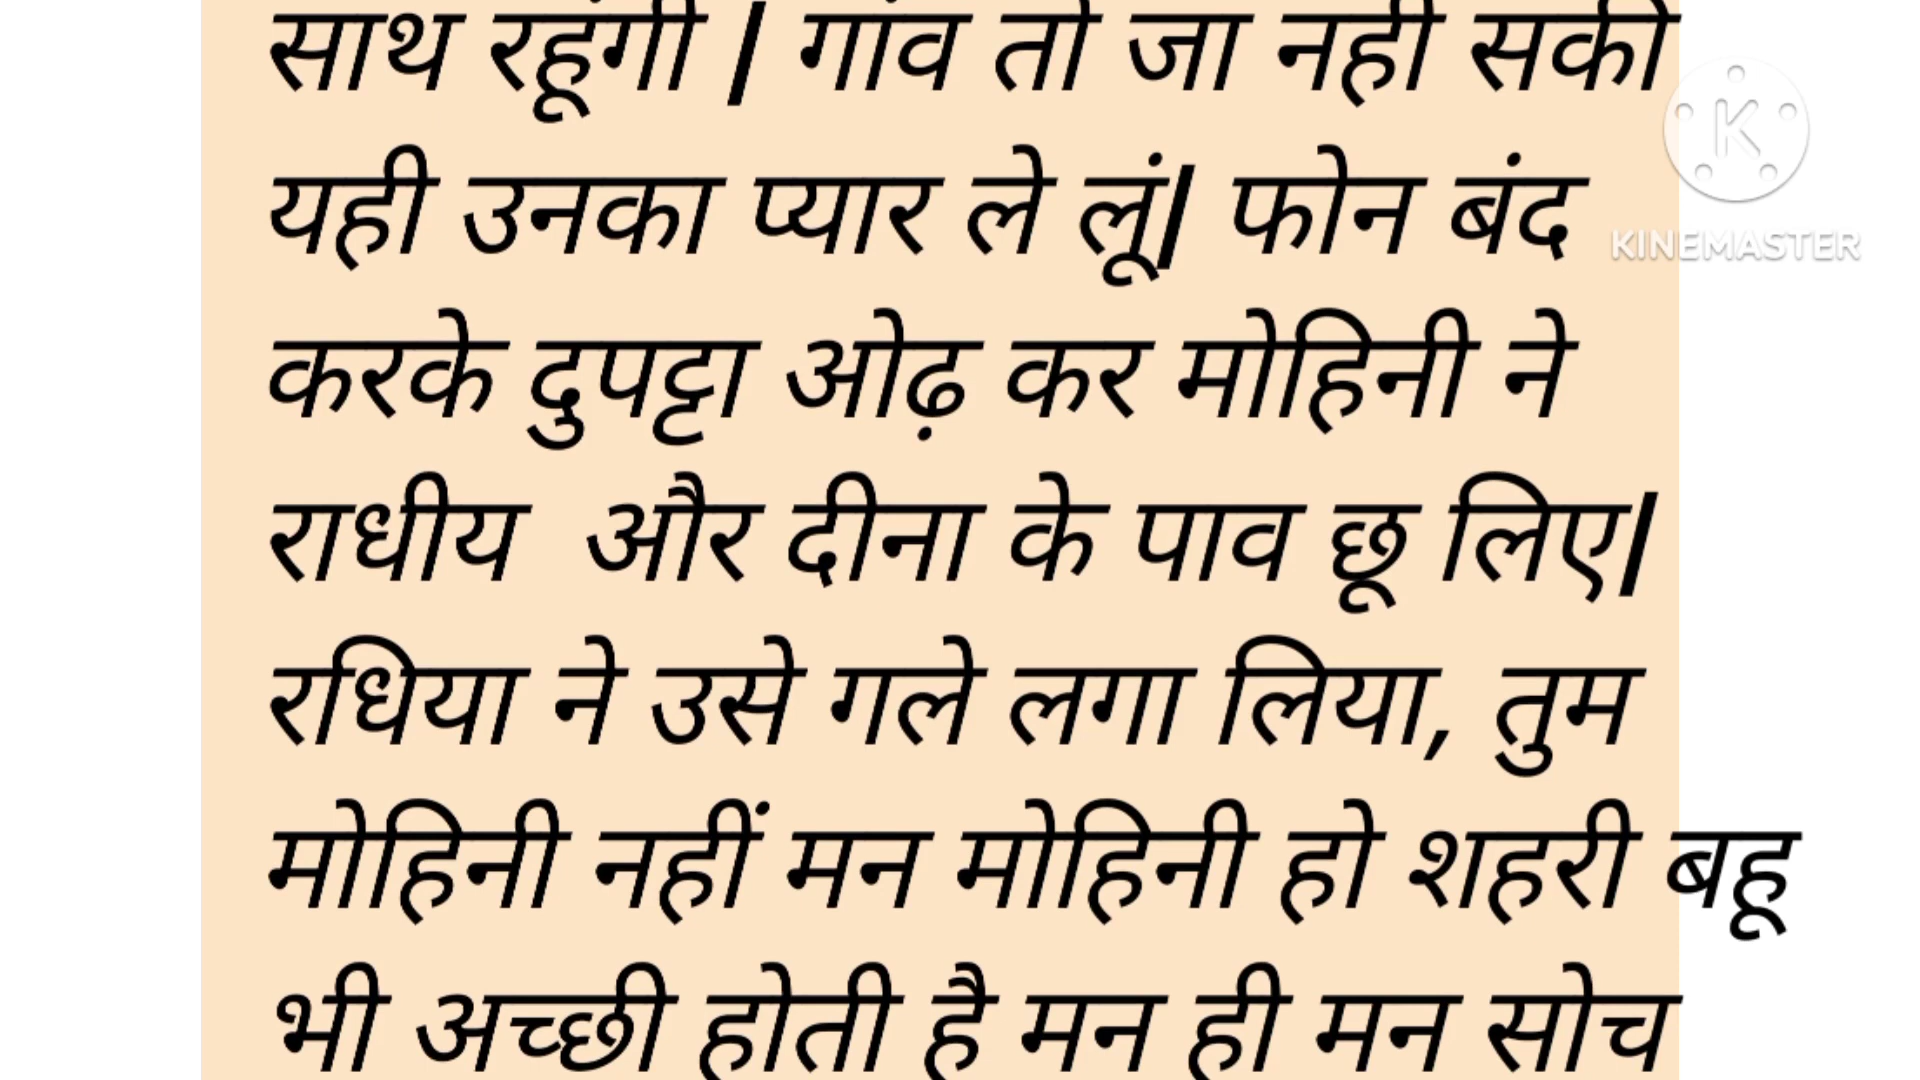 साथ रहूंगी | गांव तो जा नही सकी
यही उनका प्यार ले लूं| फोन बंद
करके दुपट्टा ओढ़ कर मोहिनी ने
राधीय  और दीना के पाव छू लिए|
रधिया ने उसे गले लगा लिया, तुम
मोहिनी नहीं मन मोहिनी हो शहरी बहू
भी अच्छी होती है मन ही मन सोच
K
KINEMASTER